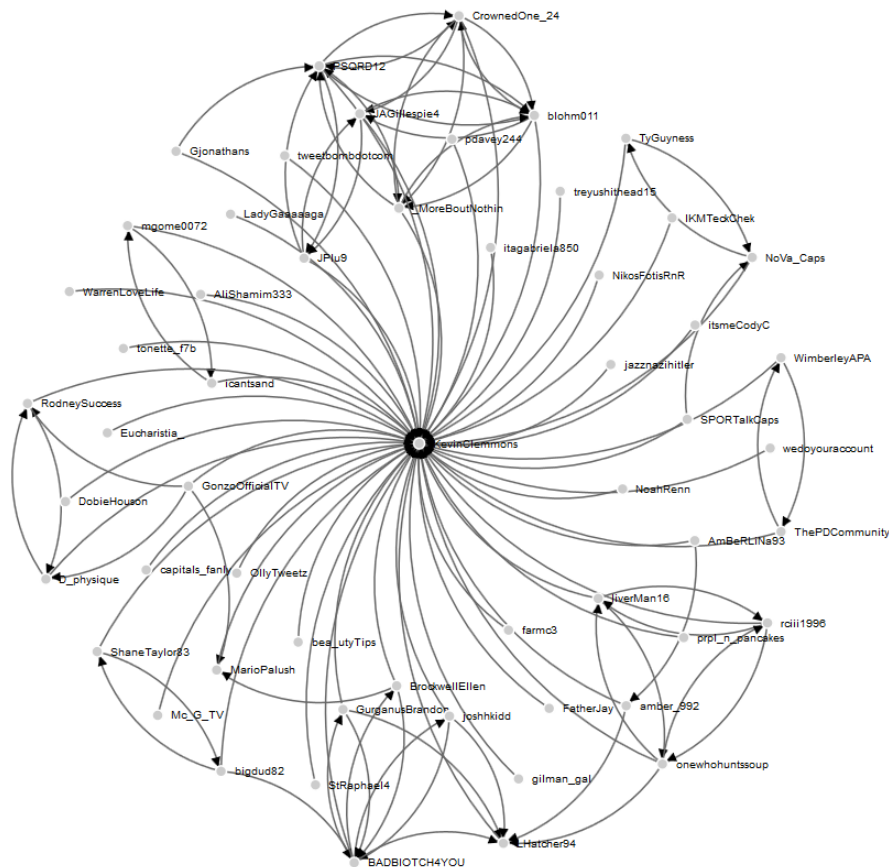 CrownedOne_24
PSQRD12
JAGillespie4
blohm011
pdavey244
TyGuyness
Gjonathans
tweetbombdotcom
treyushithead15
_MoreBoutNothin
LadyGaaaaaga
IKMTeckChek
mgome0072
itagabriela850
JPlu9
NoVa_Caps
NikosFotisRnR
WarrenLoveLife
AliShamim333
itsmeCodyC
tonette_f7b
WimberleyAPA
jazznazihitler
icantsand
RodneySuccess
SPORTalkCaps
Eucharistia_
KevinClemmons
wedoyouraccount
GonzoOfficialTV
NoahRenn
DobieHouson
ThePDCommunity
AmBeRLiNa93
capitals_fanly
OllyTweetz
D_physique
liverMan16
rciii1996
farmc3
prpl_n_pancakes
bea_utyTips
ShaneTaylor83
MarioPalush
BrockwellEllen
amber_992
FatherJay
GurganusBrandon
joshhkidd
Mc_G_TV
onewhohuntssoup
bigdud82
gilman_gal
StRaphael4
LHatcher94
BADBIOTCH4YOU